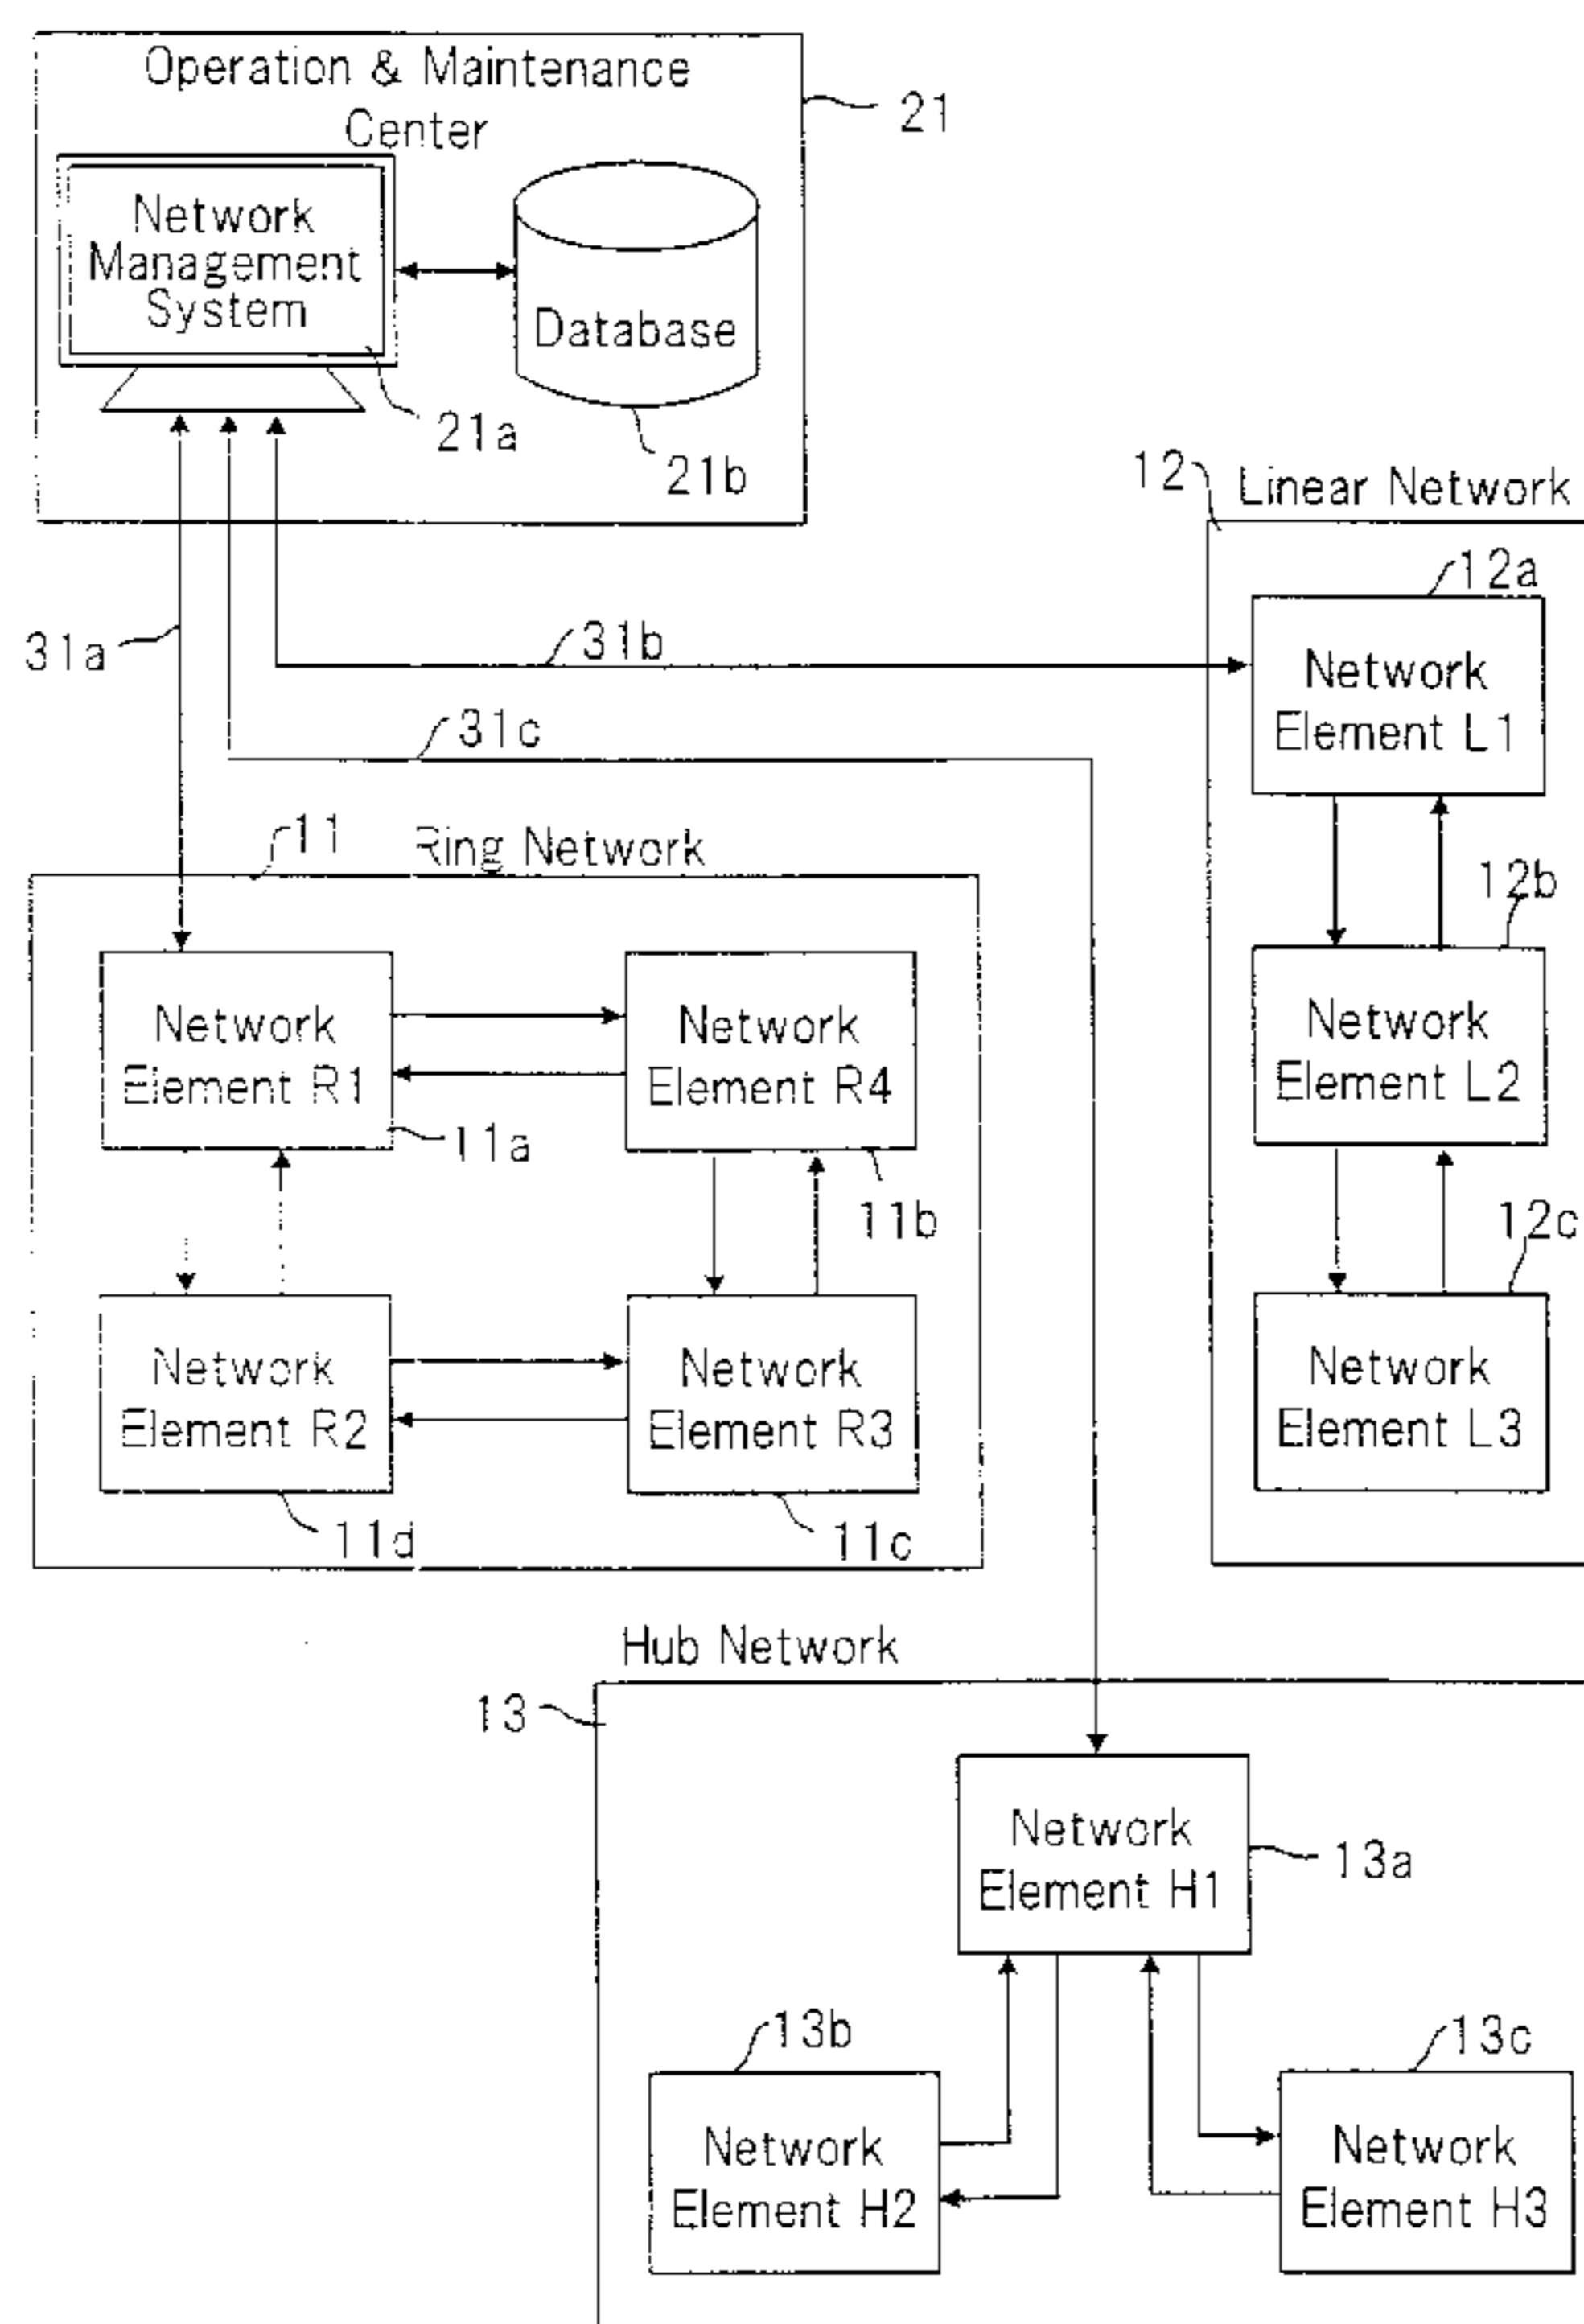 Operation & Maintenance
Center
21
Network
Management
System
Database
21a
21b
12
Linear Network
12a
31a
31b
Network
Element L1
31c
11
Ring Network
12b
Network
Element R1
Network
Element R4
Network
Element L2
11a
11b
12c
Network
Element R2
Network
Element R3
Network
Element L3
11d
11c
Hub Network
13
Network
Element H1
13a
13b
13c
Network
Element H2
Network
Element H3